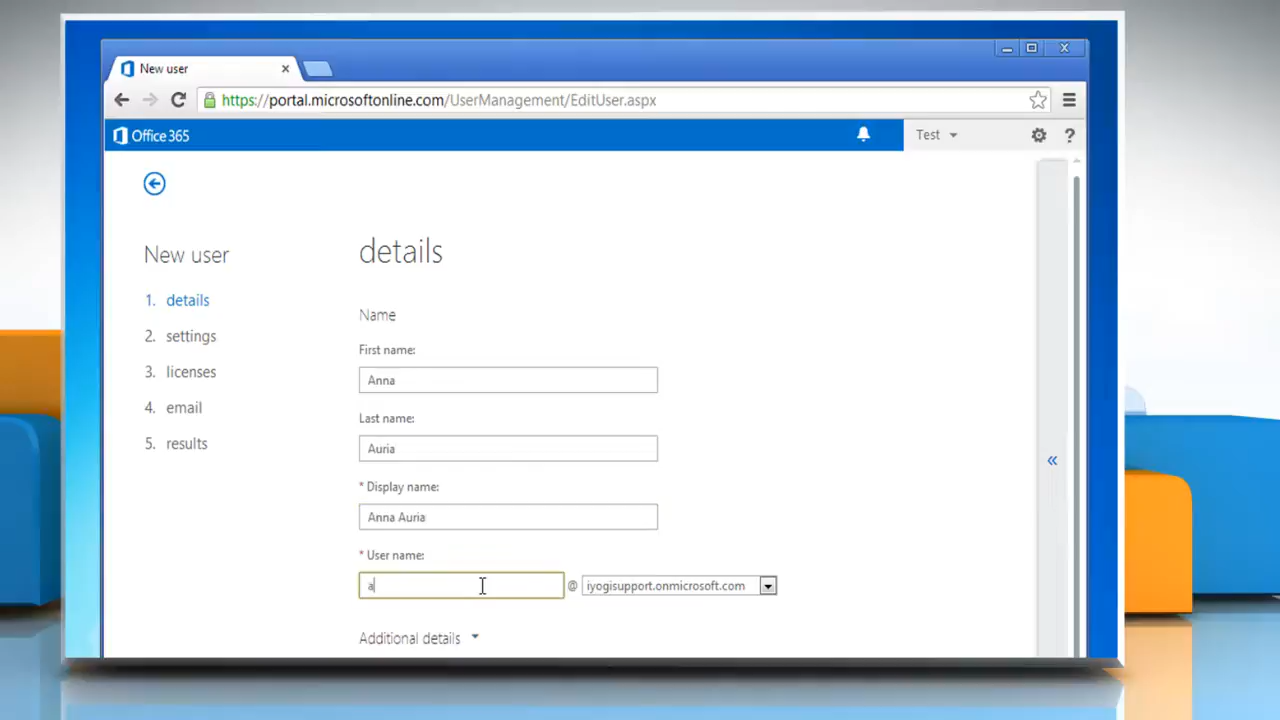 New user
https://portal.microsoftonline.com/UserManagement/EditUser.aspx
Office 365
Test
New user
1. details
2. settings
3. licenses
4. email
5. results
details
Name
First name:
Anna
Last name:
Auria
* Display name:
Anna Auria
* User name:
a @ iyogisupport.onmicrosoft.com
Additional details